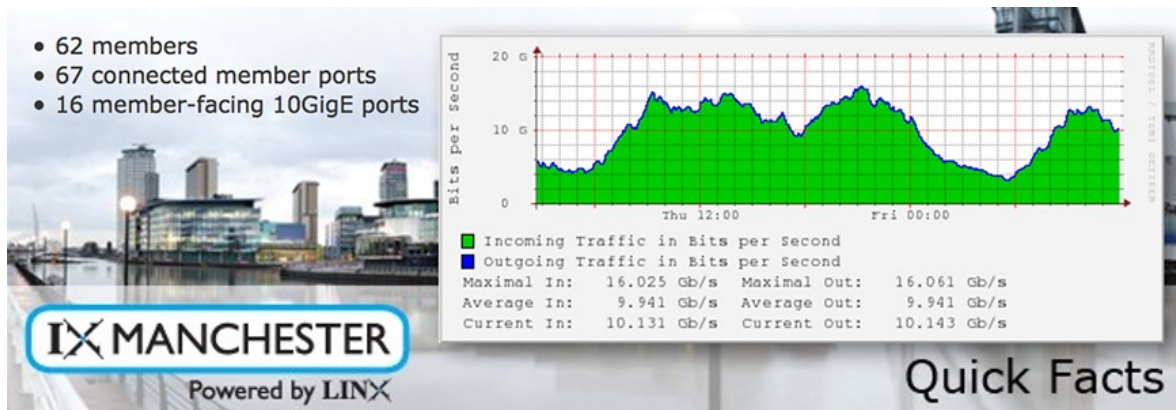 • 62 members
• 67 connected member ports
• 16 member-facing 10GigE ports
Bits per second
20 G
10 G
0
Thu 12:00
Fri 00:00
RRDTOOL / TOBI OETIKER
Incoming Traffic in Bits per Second
Outgoing Traffic in Bits per Second
Maximal In: 16.025 Gb/s Maximal Out: 16.061 Gb/s
Average In: 9.941 Gb/s Average Out: 9.941 Gb/s
Current In: 10.131 Gb/s Current Out: 10.143 Gb/s
IX MANCHESTER
Powered by LINX
Quick Facts